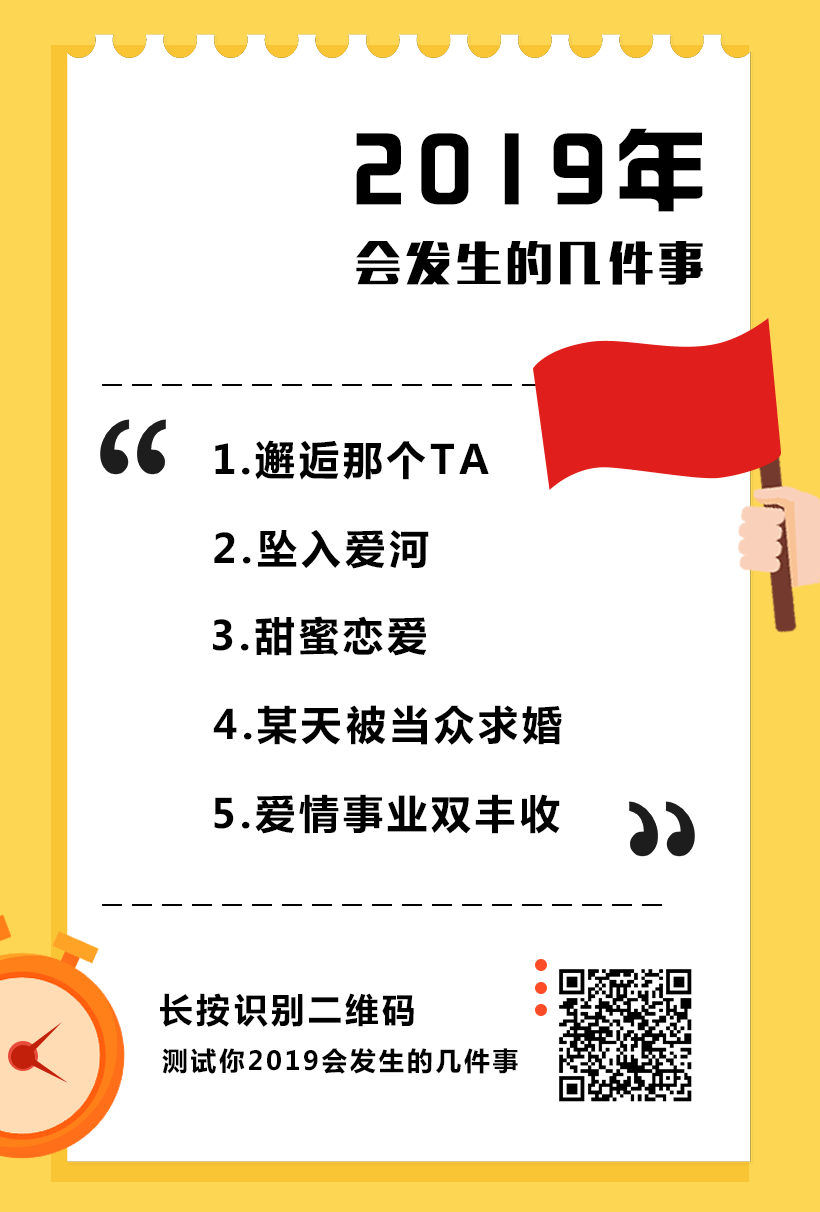 2019年
会发生的几件事
“
1.邂逅那个TA
2.坠入爱河
3.甜蜜恋爱
4.某天被当众求婚
5.爱情事业双丰收
”
长按识别二维码
测试你2019会发生的几件事